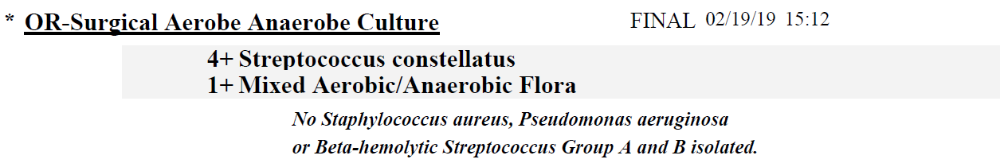 * OR-Surgical Aerobe Anaerobe Culture FINAL 02/19/19 15:12
4+ Streptococcus constellatus
1+ Mixed Aerobic/Anaerobic Flora
No Staphylococcus aureus, Pseudomonas aeruginosa
or Beta-hemolytic Streptococcus Group A and B isolated.